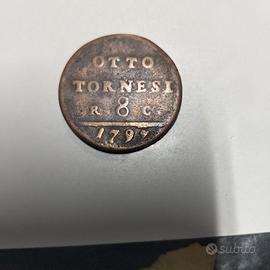 OTTO
TORNESI
R. 8 C.
179
subito